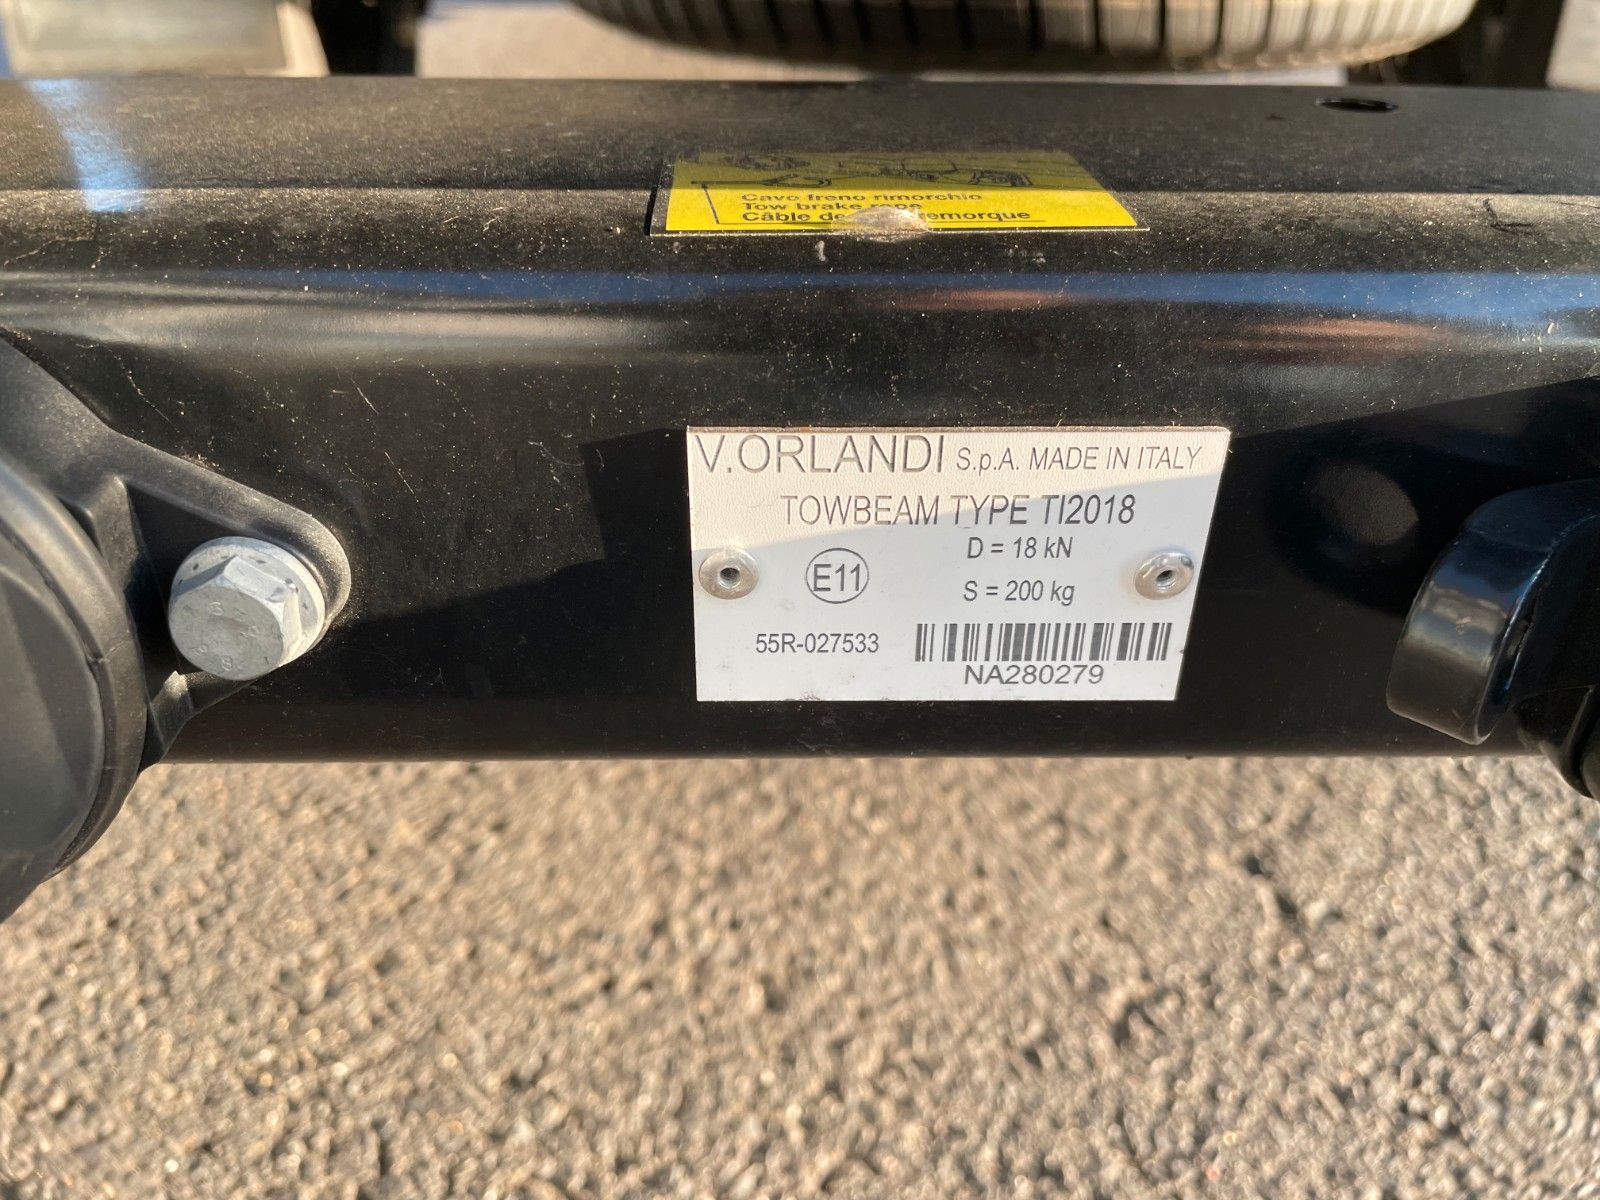 Cavo freno rimorchio
Tow brake rope
Câble de remorque
V.ORLANDI S.p.A. MADE IN ITALY
TOWBEAM TYPE TI2018
D = 18 kN
E11
S = 200 kg
55R-027533
NA280279